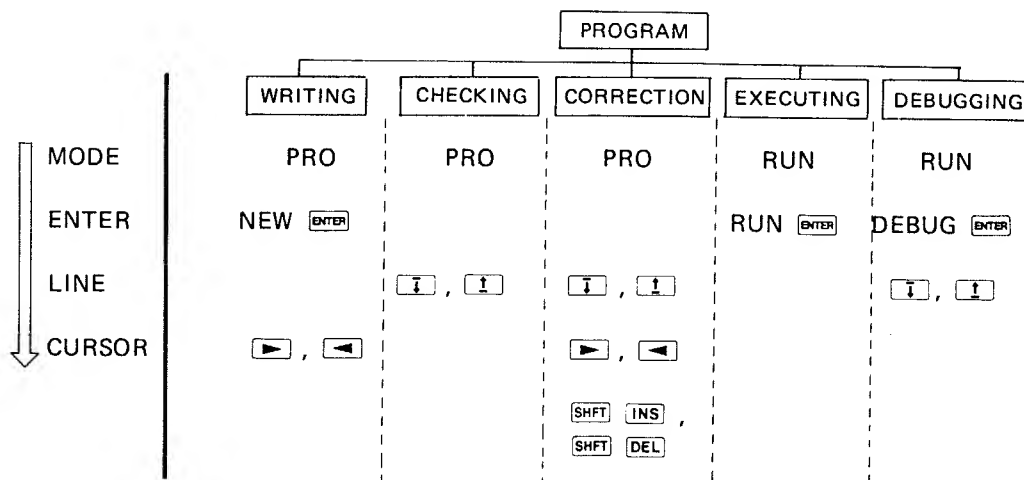 PROGRAM
WRITING CHECKING CORRECTION EXECUTING DEBUGGING
MODE PRO PRO PRO RUN RUN
ENTER NEW ENTER RUN ENTER DEBUG ENTER
LINE , , ,
CURSOR , ,
SHFT INS ,
SHFT DEL